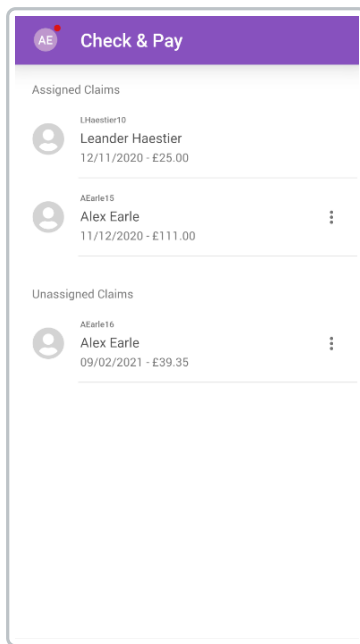 AE
Check & Pay
Assigned Claims
LHaestier10
Leander Haestier
12/11/2020 - £25.00
AEarle15
Alex Earle
11/12/2020 - £111.00
Unassigned Claims
AEarle16
Alex Earle
09/02/2021 - £39.35